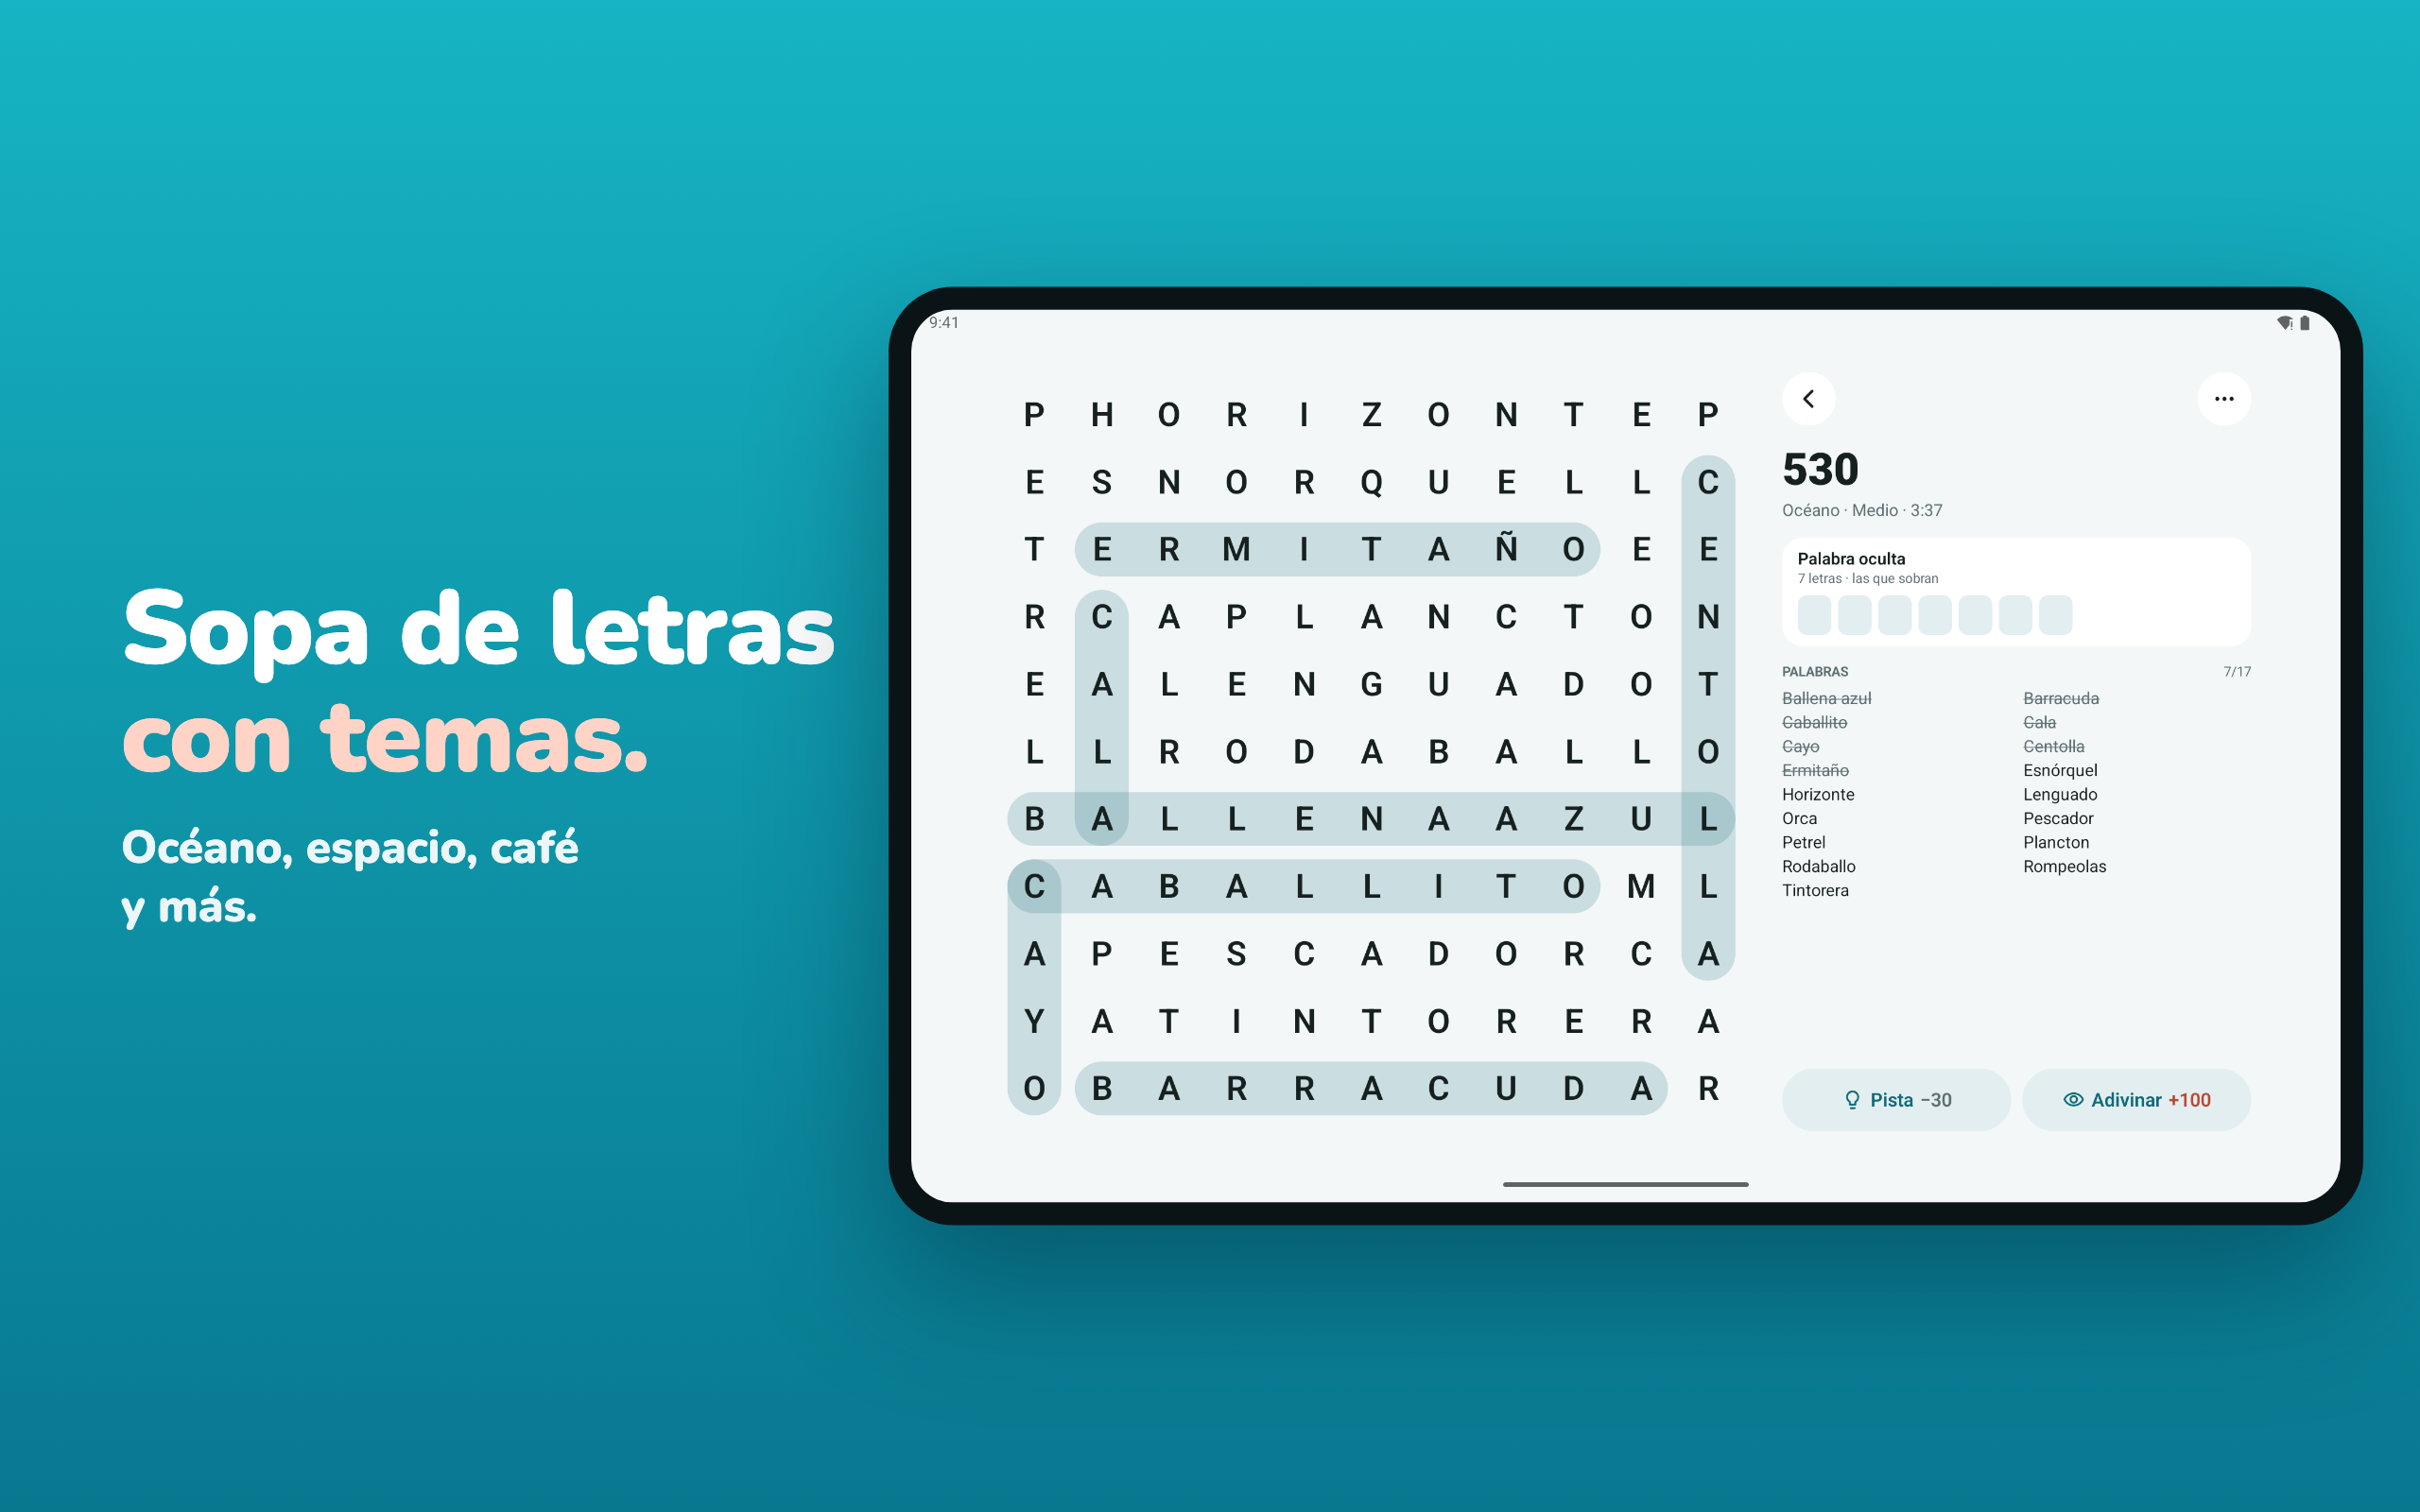 Sopa de letras
con temas.
Océano, espacio, café
y más.
9:41
P H O R I Z O N T E P
E S N O R Q U E L L C
T E R M I T A Ñ O E E
R C A P L A N C T O N
E A L E N G U A D O T
L L R O D A B A L L O
B A L L E N A A Z U L
C A B A L L I T O M L
A P E S C A D O R C A
Y A T I N T O R E R A
O B A R R A C U D A R
530
Océano · Medio · 3:37
Palabra oculta
7 letras · las que sobran
PALABRAS 7/17
Ballena azul Barracuda
Caballito Cala
Cayo Centolla
Ermitaño Esnórquel
Horizonte Lenguado
Orca Pescador
Petrel Plancton
Rodaballo Rompeolas
Tintorera
Pista −30 Adivinar +100